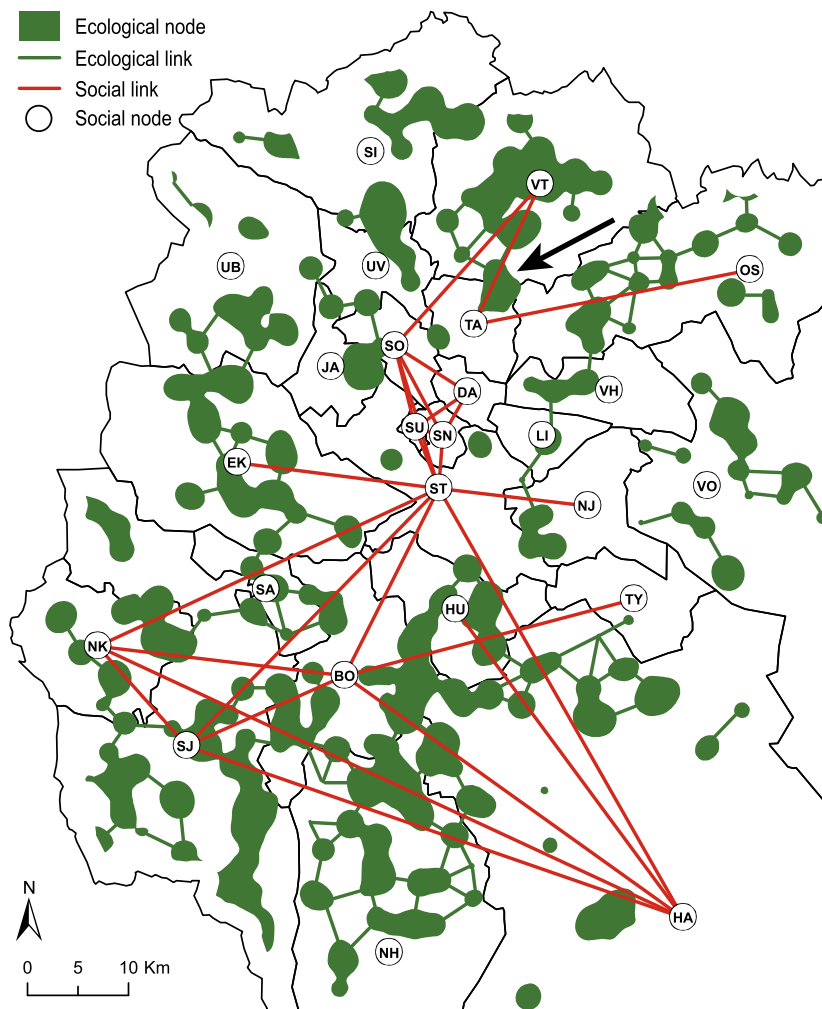 Ecological node
Ecological link
Social link
Social node
SI
VT
UB
UV
OS
TA
SO
JA
DA
VH
SU
SN
LI
EK
ST
VO
NJ
SA
HU
TY
NK
BO
SJ
HA
NH
N
0 5 10 Km